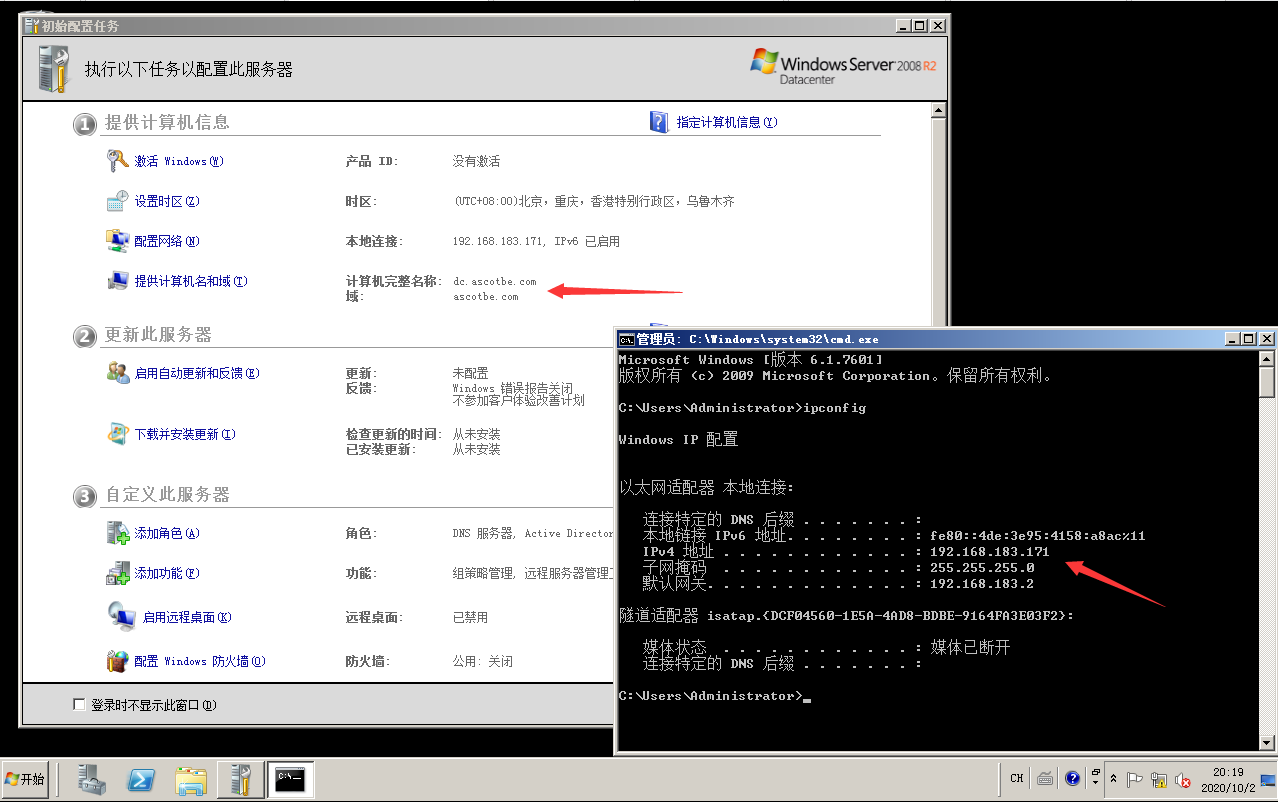 初始配置任务
执行以下任务以配置此服务器
Windows Server 2008 R2
Datacenter
1 提供计算机信息
指定计算机信息(Y)
激活 Windows(W) 产品 ID: 没有激活
设置时区(Z) 时区: (UTC+08:00)北京，重庆，香港特别行政区，乌鲁木齐
配置网络(N) 本地连接: 192.168.183.171, IPv6 已启用
提供计算机名和域(T) 计算机完整名称: dc.ascotbe.com
域: ascotbe.com
2 更新此服务器
启用自动更新和反馈(E) 更新: 未配置
反馈: Windows 错误报告关闭
不参加客户体验改善计划
下载并安装更新(I) 检查更新的时间: 从未安装
已安装更新: 从未安装
3 自定义此服务器
添加角色(A) 角色: DNS 服务器, Active Director
添加功能(F) 功能: 组策略管理, 远程服务器管理
启用远程桌面(K) 远程桌面: 已禁用
配置 Windows 防火墙(O) 防火墙: 公用: 关闭
登录时不显示此窗口(D)
管理员: C:\Windows\system32\cmd.exe
Microsoft Windows [版本 6.1.7601]
版权所有 (c) 2009 Microsoft Corporation。保留所有权利。
C:\Users\Administrator>ipconfig
Windows IP 配置
以太网适配器 本地连接:
连接特定的 DNS 后缀 . . . . . . . :
本地链接 IPv6 地址. . . . . . . . : fe80::4de:3e95:4158:a8ac%11
IPv4 地址 . . . . . . . . . . . . : 192.168.183.171
子网掩码 . . . . . . . . . . . . : 255.255.255.0
默认网关. . . . . . . . . . . . . : 192.168.183.2
隧道适配器 isatap.{DCF04560-1E5A-4AD8-BDBE-9164FA3E03F2}:
媒体状态 . . . . . . . . . . . . : 媒体已断开
连接特定的 DNS 后缀 . . . . . . . :
C:\Users\Administrator>_
开始
C:\
CH
20:19
2020/10/2